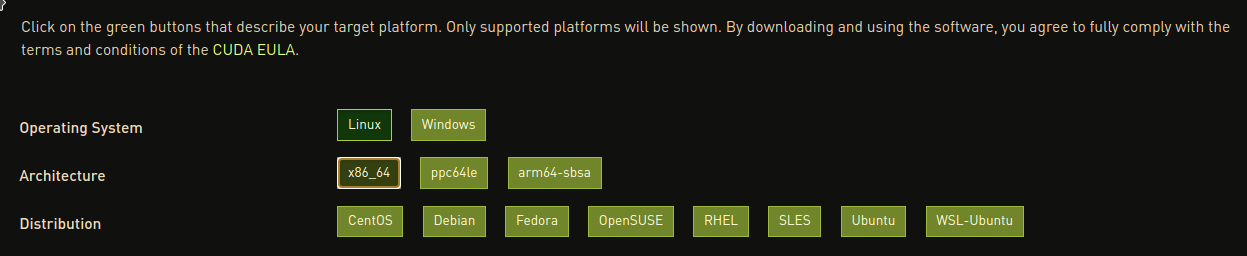 Click on the green buttons that describe your target platform. Only supported platforms will be shown. By downloading and using the software, you agree to fully comply with the
terms and conditions of the CUDA EULA.
Operating System Linux Windows
Architecture x86_64 ppc64le arm64-sbsa
Distribution CentOS Debian Fedora OpenSUSE RHEL SLES Ubuntu WSL-Ubuntu